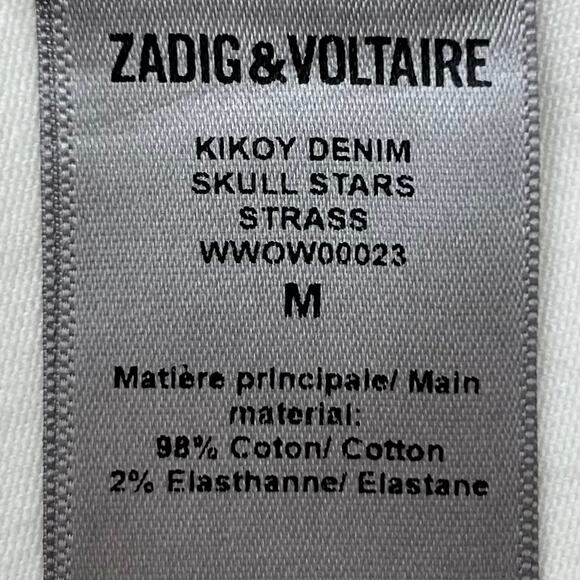 ZADIG&VOLTAIRE
KIKOY DENIM
SKULL STARS
STRASS
WWOW00023
M
Matière principale/ Main
material:
98% Coton/ Cotton
2% Elasthanne/ Elastane